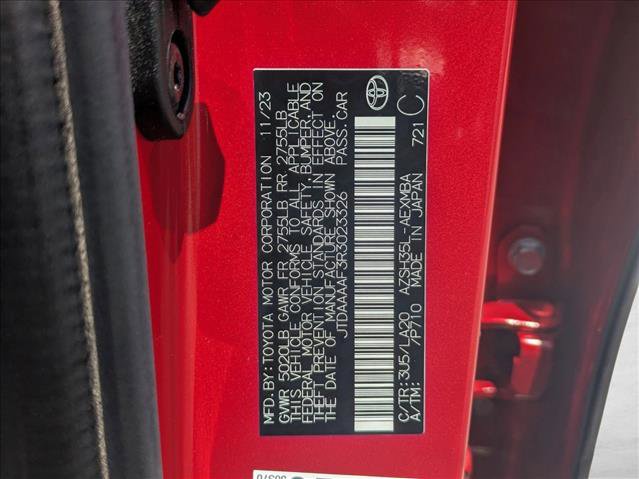 MFD. BY: TOYOTA MOTOR CORPORATION 11/23
GVWR 5020LB GAWR FR 2755LB RR 2755LB
THIS VEHICLE CONFORMS TO ALL APPLICABLE
FEDERAL MOTOR VEHICLE SAFETY, BUMPER, AND
THEFT PREVENTION STANDARDS IN EFFECT ON
THE DATE OF MANUFACTURE SHOWN ABOVE.
JTDAAAAF3R3025326 PASS. CAR
C/TR: 3U5/LA20 AZSH35L-AEXMBA
A/TM: /P710 MADE IN JAPAN 721 C